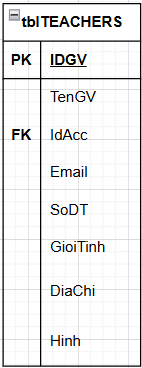 tblTEACHERS
PK IDGV
TenGV
FK IdAcc
Email
SoDT
GioiTinh
DiaChi
Hinh